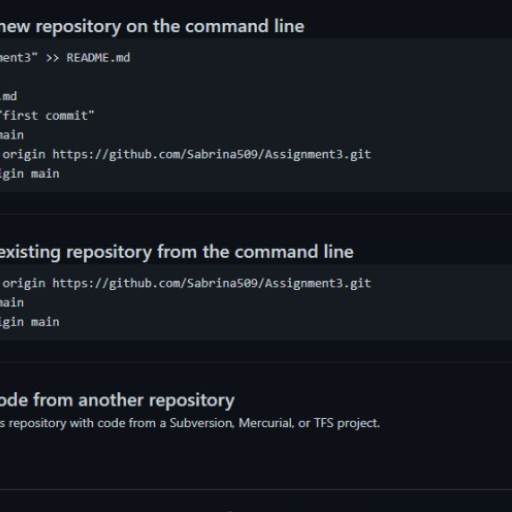 new repository on the command line
ment3" >> README.md
.md
"first commit"
main
origin https://github.com/Sabrina509/Assignment3.git
igin main
existing repository from the command line
origin https://github.com/Sabrina509/Assignment3.git
main
igin main
ode from another repository
s repository with code from a Subversion, Mercurial, or TFS project.